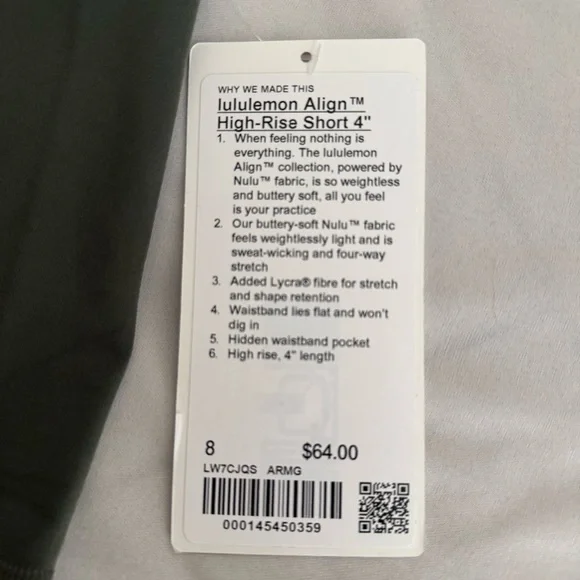 WHY WE MADE THIS
lululemon Align™
High-Rise Short 4"
1. When feeling nothing is
everything. The lululemon
Align™ collection, powered by
Nulu™ fabric, is so weightless
and buttery soft, all you feel
is your practice
2. Our buttery-soft Nulu™ fabric
feels weightlessly light and is
sweat-wicking and four-way
stretch
3. Added Lycra® fibre for stretch
and shape retention
4. Waistband lies flat and won't
dig in
5. Hidden waistband pocket
6. High rise, 4" length
8 $64.00
LW7CJQS ARMG
000145450359